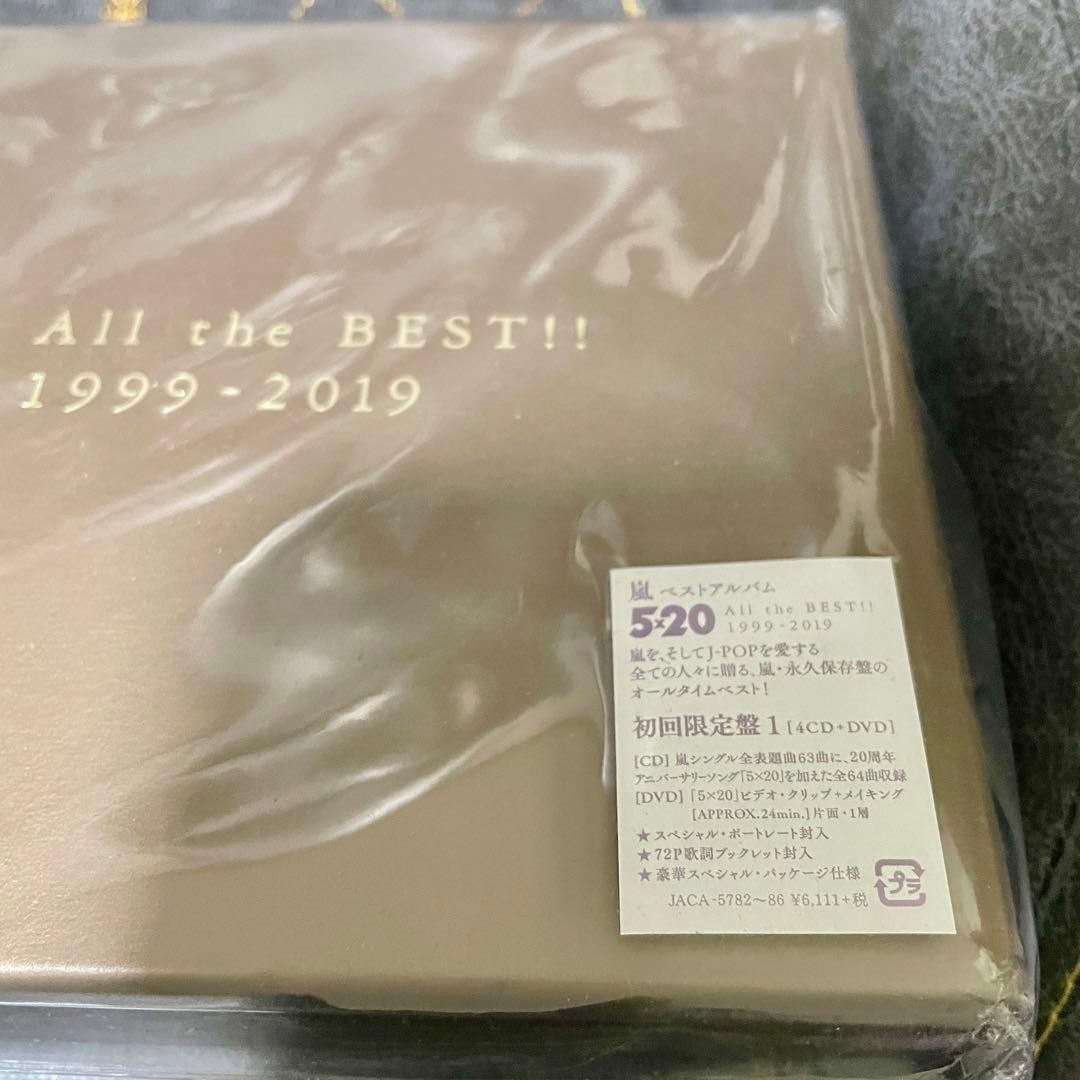 All the BEST!!
1999-2019
嵐 ベストアルバム
5×20 All the BEST!!
1999-2019
嵐を、そしてJ-POPを愛する
全ての人々に贈る、嵐・永久保存盤の
オールタイムベスト!
初回限定盤1 [4CD+DVD]
[CD] 嵐シングル全表題曲63曲に、20周年
アニバーサリーソング「5×20」を加えた全64曲収録
[DVD] 「5×20」ビデオ・クリップ+メイキング
[APPROX.24min.]片面・1層
★スペシャル・ポートレート封入
★72P歌詞ブックレット封入
★豪華スペシャル・パッケージ仕様
JACA-5782~86 ¥6,111+税
プラ